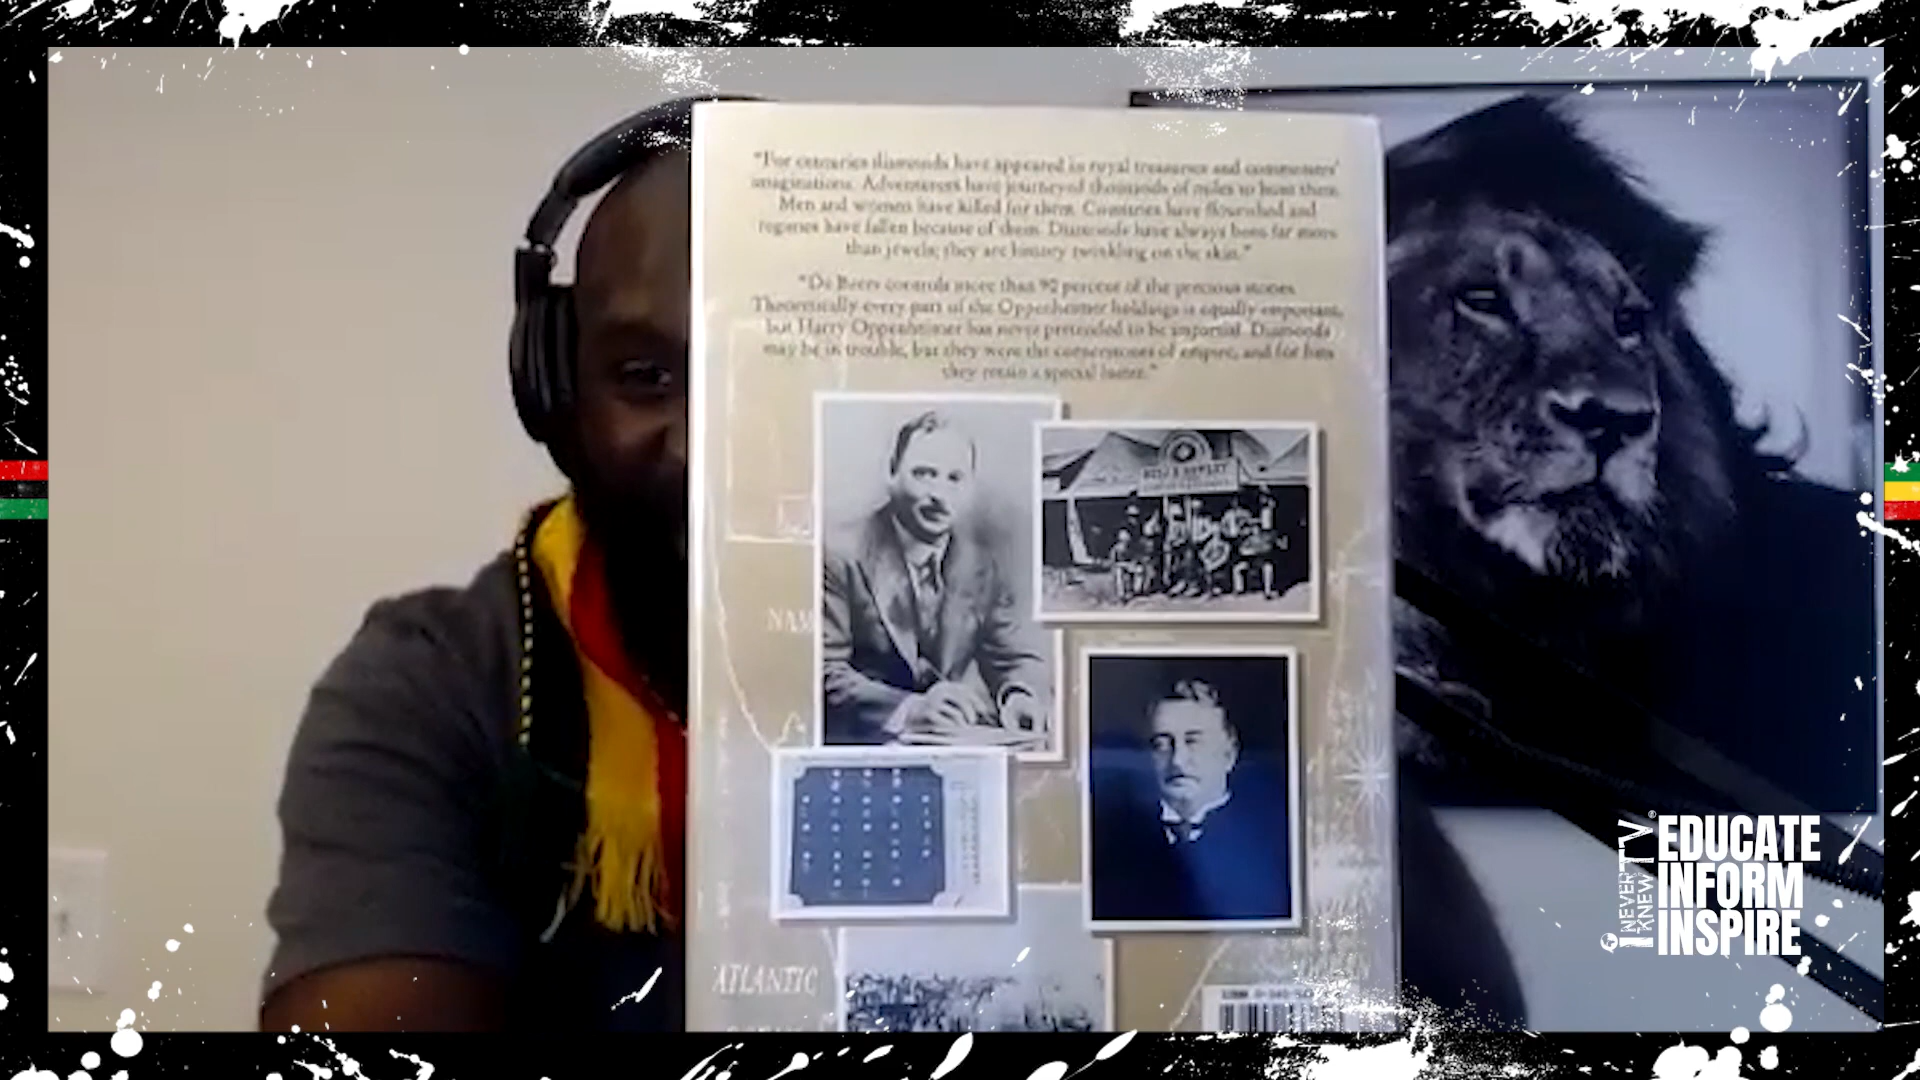 "For centuries diamonds have appeared in royal treasuries and commoners'
imaginations. Adventurers have journeyed thousands of miles to hunt them.
Men and women have killed for them. Countries have flourished and
regimes have fallen because of them. Diamonds have always been far more
than jewels; they are history twinkling on the skin."
"De Beers controls more than 90 percent of the precious stones.
Theoretically every part of the Oppenheimer holdings is equally important,
but Harry Oppenheimer has never pretended to be impartial. Diamonds
may be in trouble, but they were the cornerstones of empire, and for him
they retain a special luster."
NAM
ATLANTIC
ISBN
I NEVER KNEW TV
EDUCATE
INFORM
INSPIRE